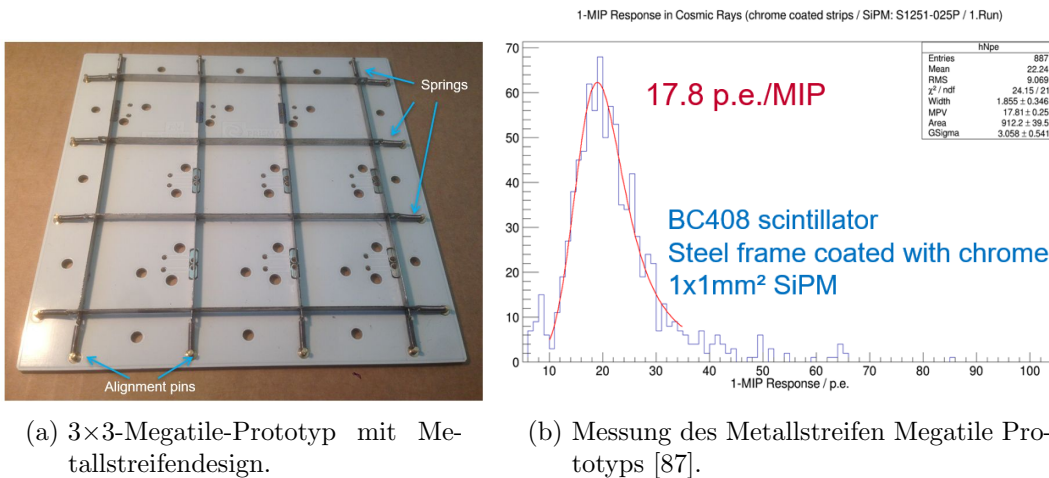 Springs
Alignment pins
(a) 3×3-Megatile-Prototyp mit Me-
tallstreifendesign.
1-MIP Response in Cosmic Rays (chrome coated strips / SiPM: S1251-025P / 1.Run)
hNpe
Entries 887
Mean 22.24
RMS 9.069
χ² / ndf 24.15 / 21
Width 1.855 ± 0.346
MPV 17.81 ± 0.25
Area 912.2 ± 39.5
GSigma 3.058 ± 0.541
17.8 p.e./MIP
BC408 scintillator
Steel frame coated with chrome
1x1mm² SiPM
70
60
50
40
30
20
10
0
10 20 30 40 50 60 70 80 90 100
1-MIP Response / p.e.
(b) Messung des Metallstreifen Megatile Pro-
totyps [87].